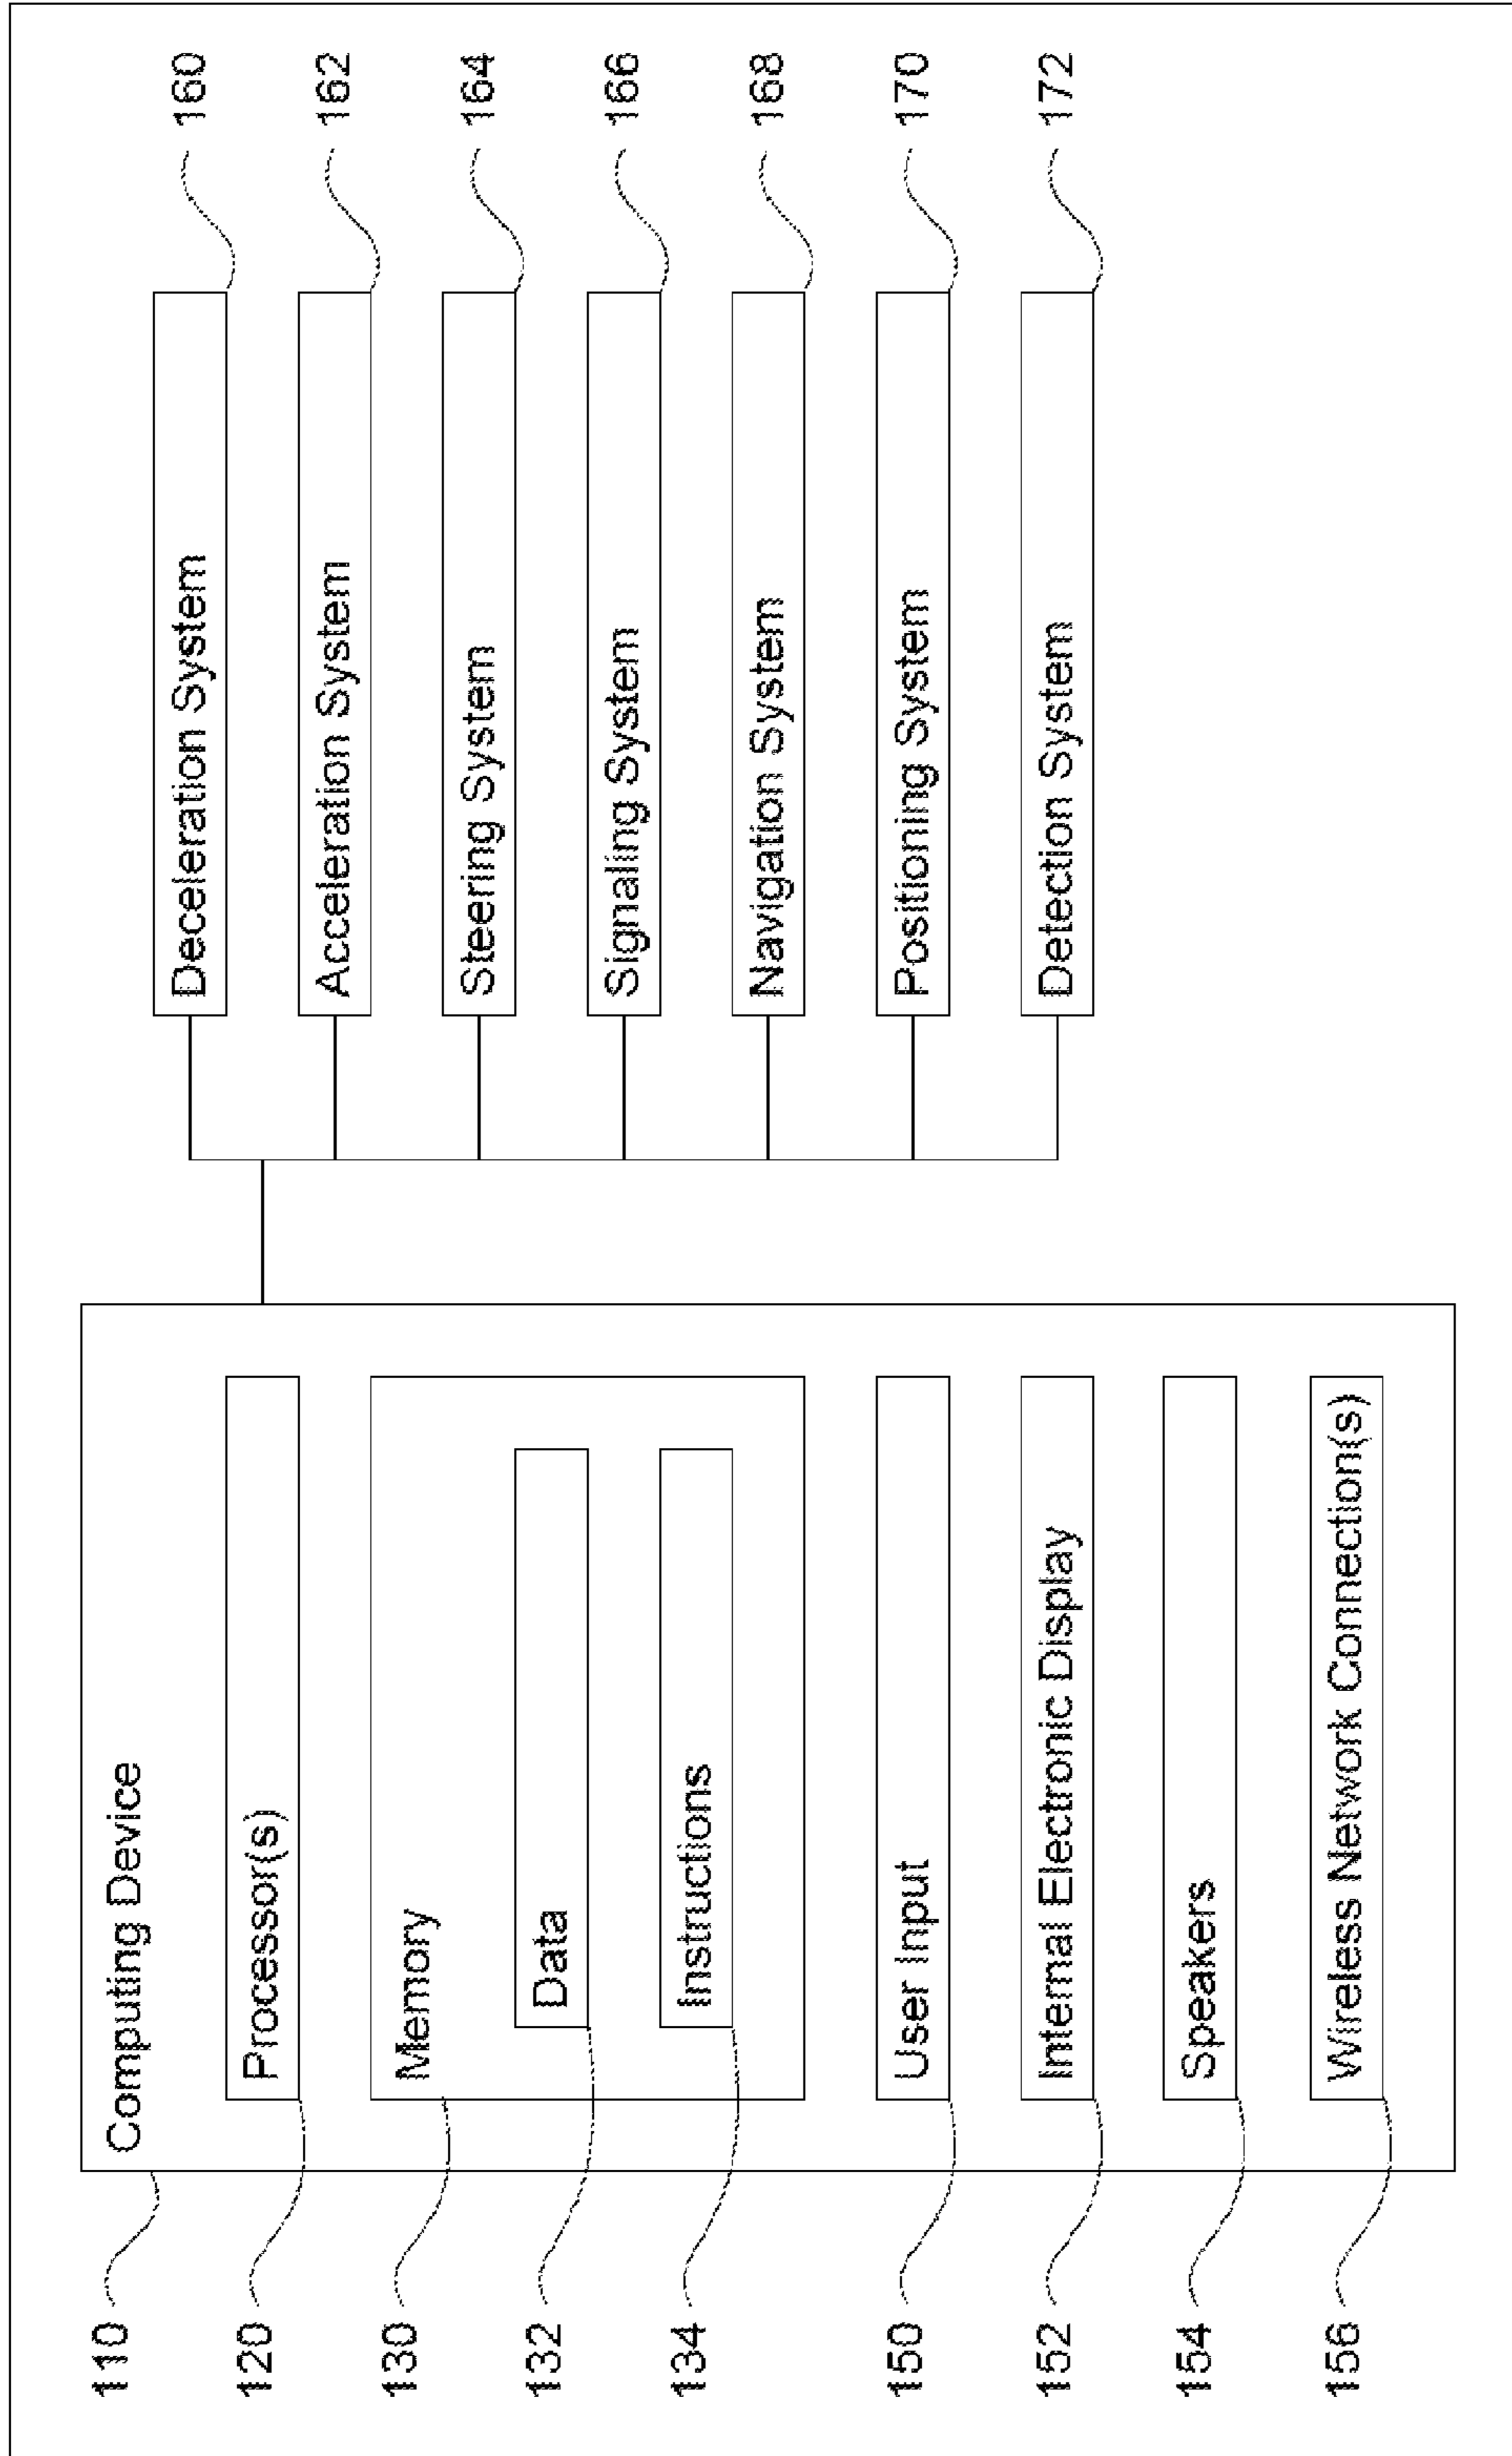 110
Computing Device
120
Processor(s)
130
Memory
132
Data
134
Instructions
150
User Input
152
Internal Electronic Display
154
Speakers
156
Wireless Network Connection(s)
Deceleration System
160
Acceleration System
162
Steering System
164
Signaling System
166
Navigation System
168
Positioning System
170
Detection System
172